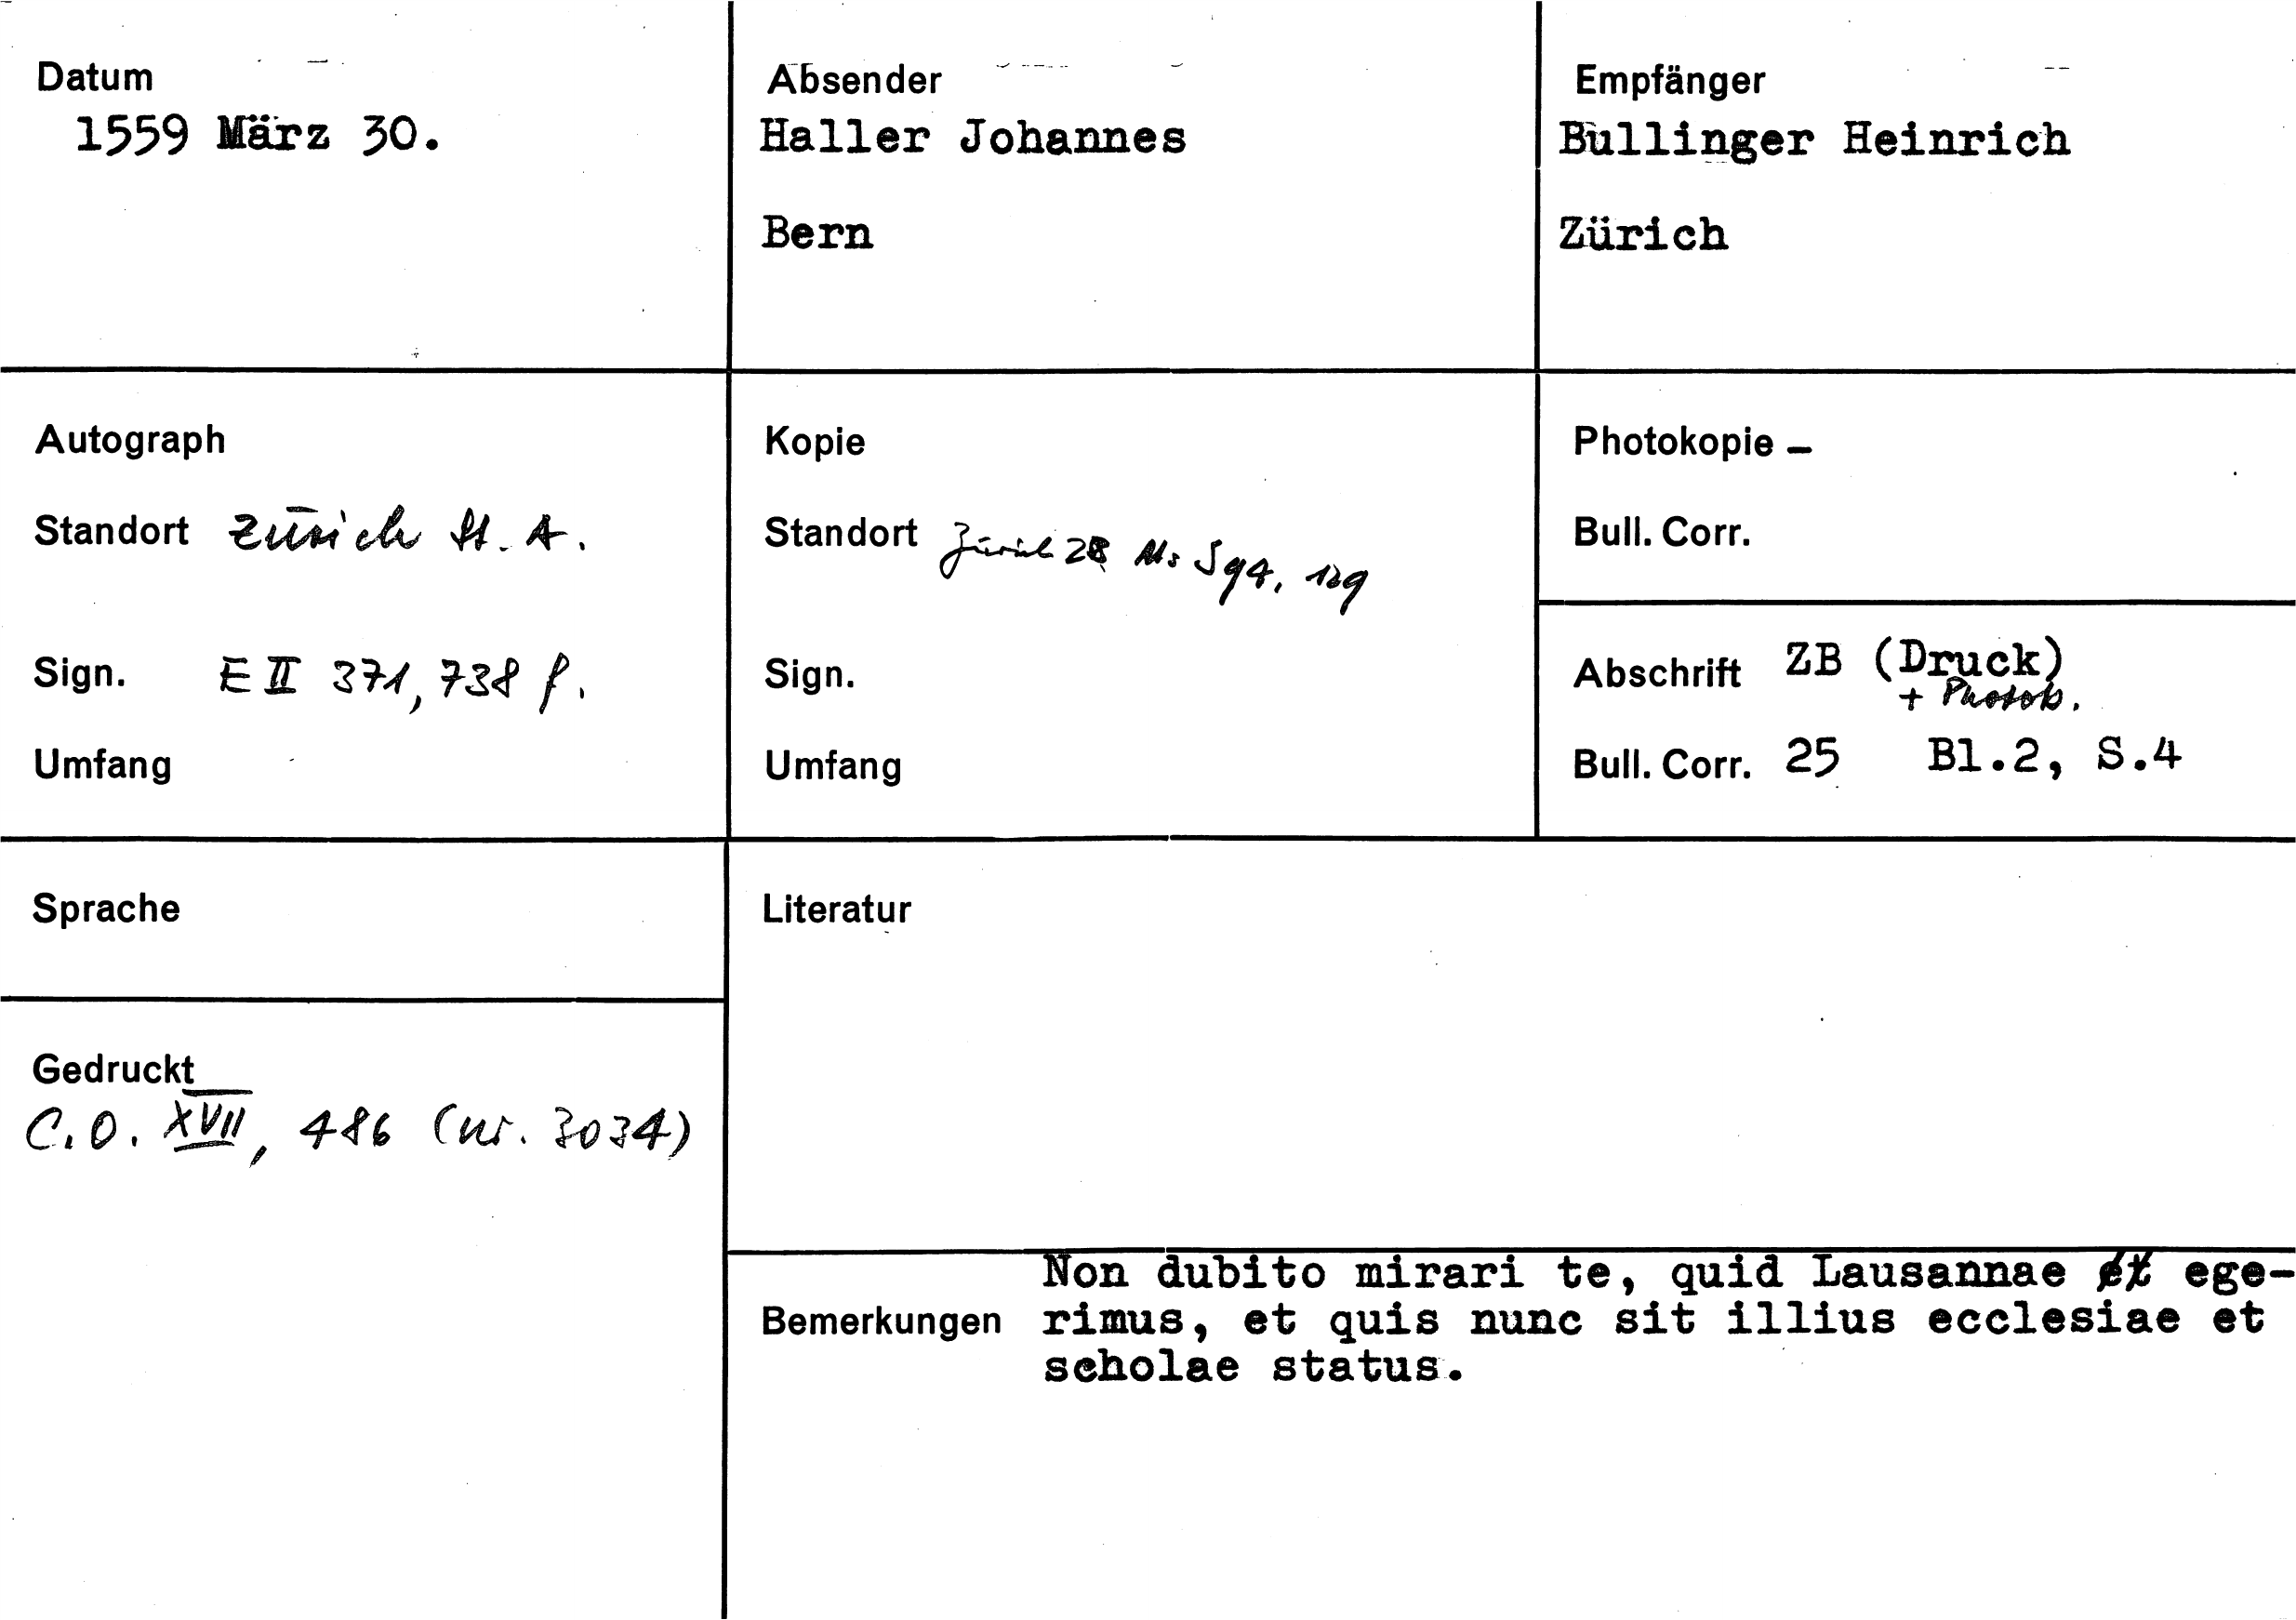 Datum
1559 März 30.
Absender
Haller Johannes
Bern
Empfänger
Bullinger Heinrich
Zürich
Autograph
Standort Zürich St. A.
Sign. E II 371, 738 f.
Umfang
Kopie
Standort Zürich ZB Ms S 94, 129
Sign.
Umfang
Photokopie -
Bull. Corr.
Abschrift ZB (Druck)
+ Photok.
Bull. Corr. 25 Bl.2, S.4
Sprache
Gedruckt
C.O. XVII, 486 (nr. 3034)
Literatur
Bemerkungen
Non dubito mirari te, quid Lausannae ege-
rimus, et quis nunc sit illius ecclesiae et
scholae status.